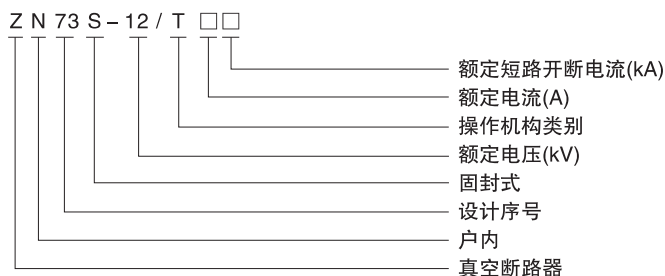 ZN73S-12/T□□
额定短路开断电流(kA)
额定电流(A)
操作机构类别
额定电压(kV)
固封式
设计序号
户内
真空断路器